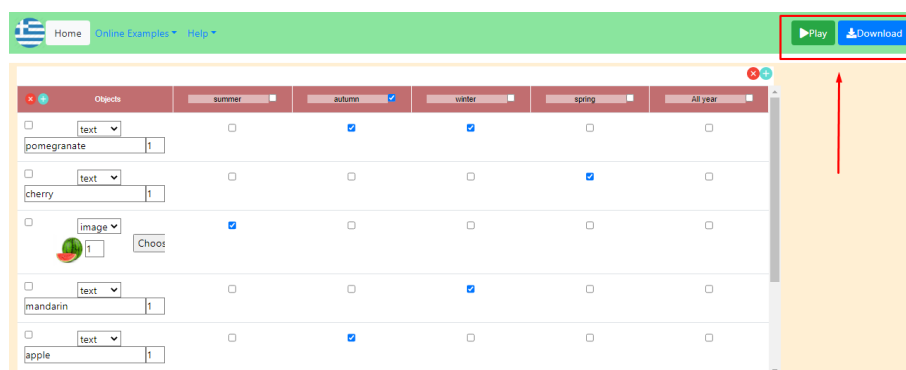 Home Online Examples Help Play Download
Objects summer autumn winter spring All year
text
pomegranate 1
text
cherry 1
image
1 Choos
text
mandarin 1
text
apple 1